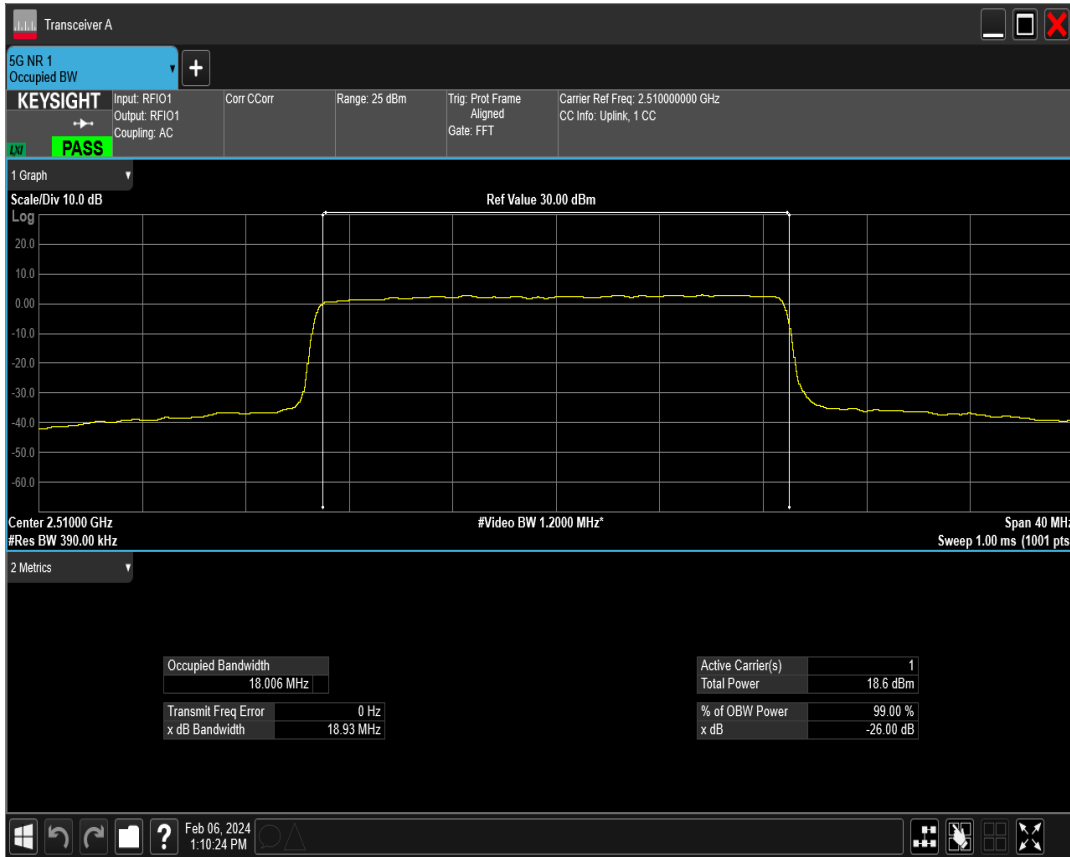 Transceiver A
5G NR 1
Occupied BW
KEYSIGHT
LXI
PASS
Input: RFIO1
Output: RFIO1
Coupling: AC
Corr CCorr
Range: 25 dBm
Trig: Prot Frame
Aligned
Gate: FFT
Carrier Ref Freq: 2.510000000 GHz
CC Info: Uplink, 1 CC
1 Graph
Scale/Div 10.0 dB
Ref Value 30.00 dBm
Log
20.0
10.0
0.00
-10.0
-20.0
-30.0
-40.0
-50.0
-60.0
Center 2.51000 GHz
#Video BW 1.2000 MHz*
Span 40 MHz
#Res BW 390.00 kHz
Sweep 1.00 ms (1001 pts
2 Metrics
Occupied Bandwidth
18.006 MHz
Transmit Freq Error 0 Hz
x dB Bandwidth 18.93 MHz
Active Carrier(s) 1
Total Power 18.6 dBm
% of OBW Power 99.00 %
x dB -26.00 dB
?
Feb 06, 2024
1:10:24 PM